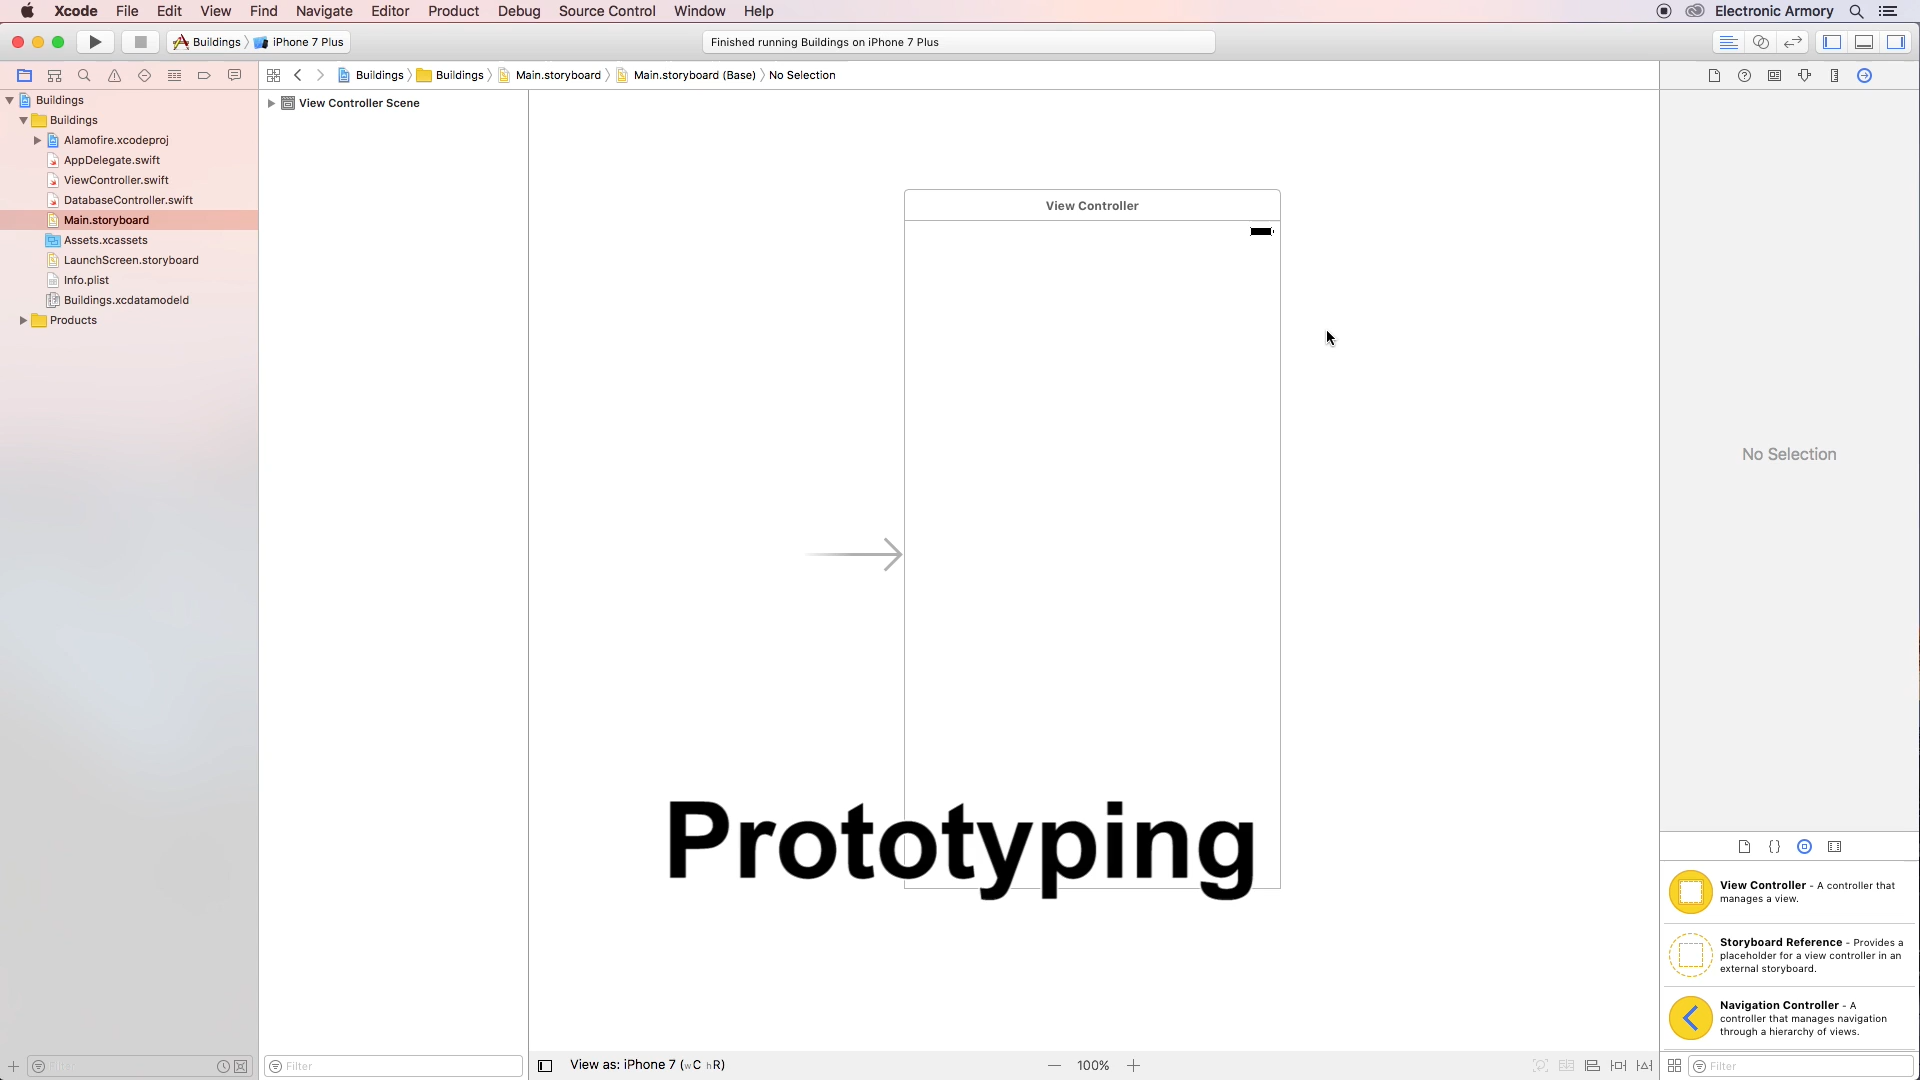 Xcode File Edit View Find Navigate Editor Product Debug Source Control Window Help Electronic Armory
Buildings iPhone 7 Plus Finished running Buildings on iPhone 7 Plus
Buildings Buildings Main.storyboard Main.storyboard (Base) No Selection
Buildings
Buildings
Alamofire.xcodeproj
AppDelegate.swift
ViewController.swift
DatabaseController.swift
Main.storyboard
Assets.xcassets
LaunchScreen.storyboard
Info.plist
Buildings.xcdatamodeld
Products
View Controller Scene
View Controller
Prototyping
No Selection
View Controller - A controller that
manages a view.
Storyboard Reference - Provides a
placeholder for a view controller in an
external storyboard.
Navigation Controller - A
controller that manages navigation
through a hierarchy of views.
Filter
Filter
View as: iPhone 7 (wC hR)
100%
Filter